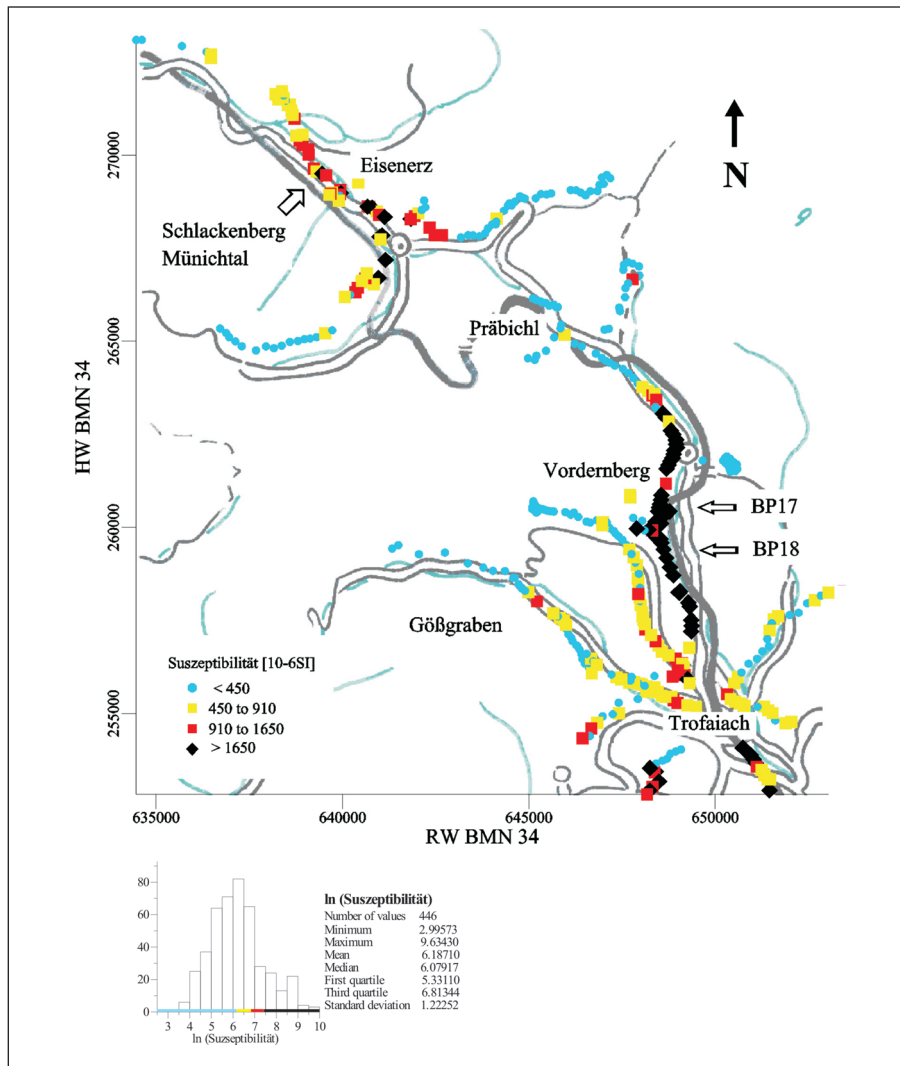 Eisenerz
N
Schlackenberg
Münichtal
Präbichl
Vordernberg
BP17
BP18
Gößgraben
Trofaiach
HW BMN 34
270000
265000
260000
255000
Suszeptibilität [10-6SI]
< 450
450 to 910
910 to 1650
> 1650
635000 640000 645000 650000
RW BMN 34
80
60
40
20
0
3 4 5 6 7 8 9 10
ln (Suzseptibilität)
ln (Suszeptibilität)
Number of values 446
Minimum 2.99573
Maximum 9.63430
Mean 6.18710
Median 6.07917
First quartile 5.33110
Third quartile 6.81344
Standard deviation 1.22252